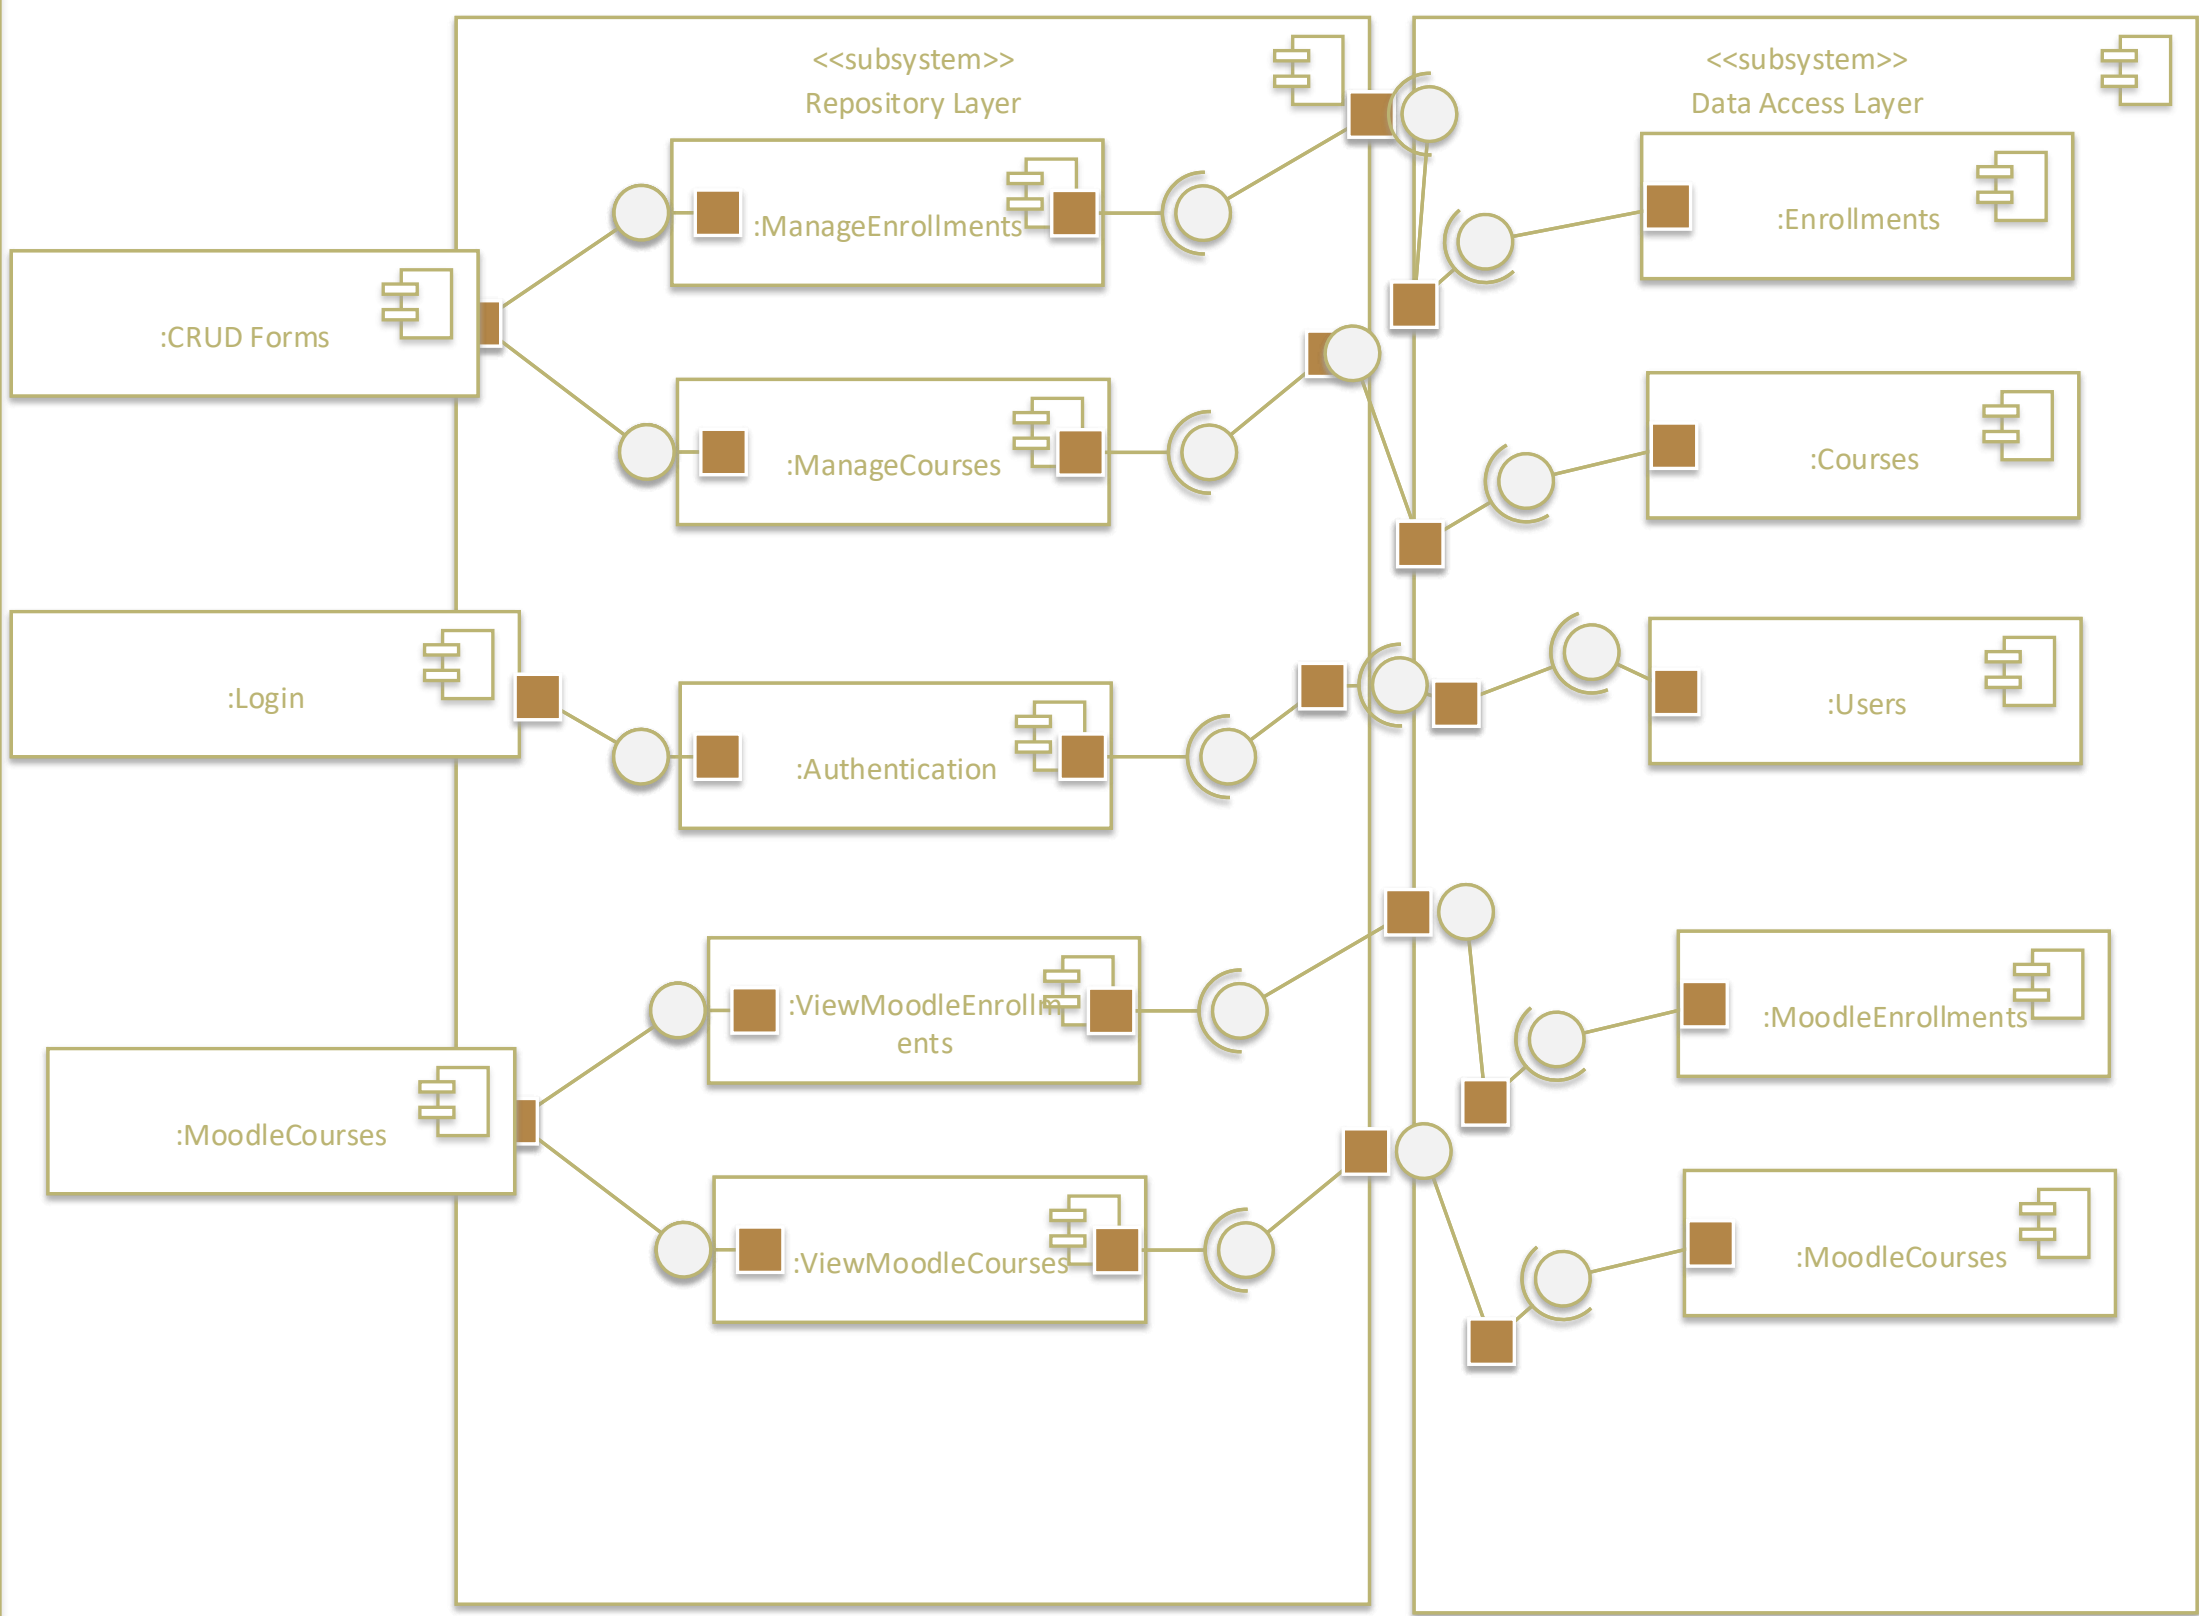 <<subsystem>>
Repository Layer
<<subsystem>>
Data Access Layer
:ManageEnrollments
:Enrollments
:CRUD Forms
:ManageCourses
:Courses
:Login
:Authentication
:Users
:ViewMoodleEnrollm
ents
:MoodleEnrollments
:MoodleCourses
:ViewMoodleCourses
:MoodleCourses